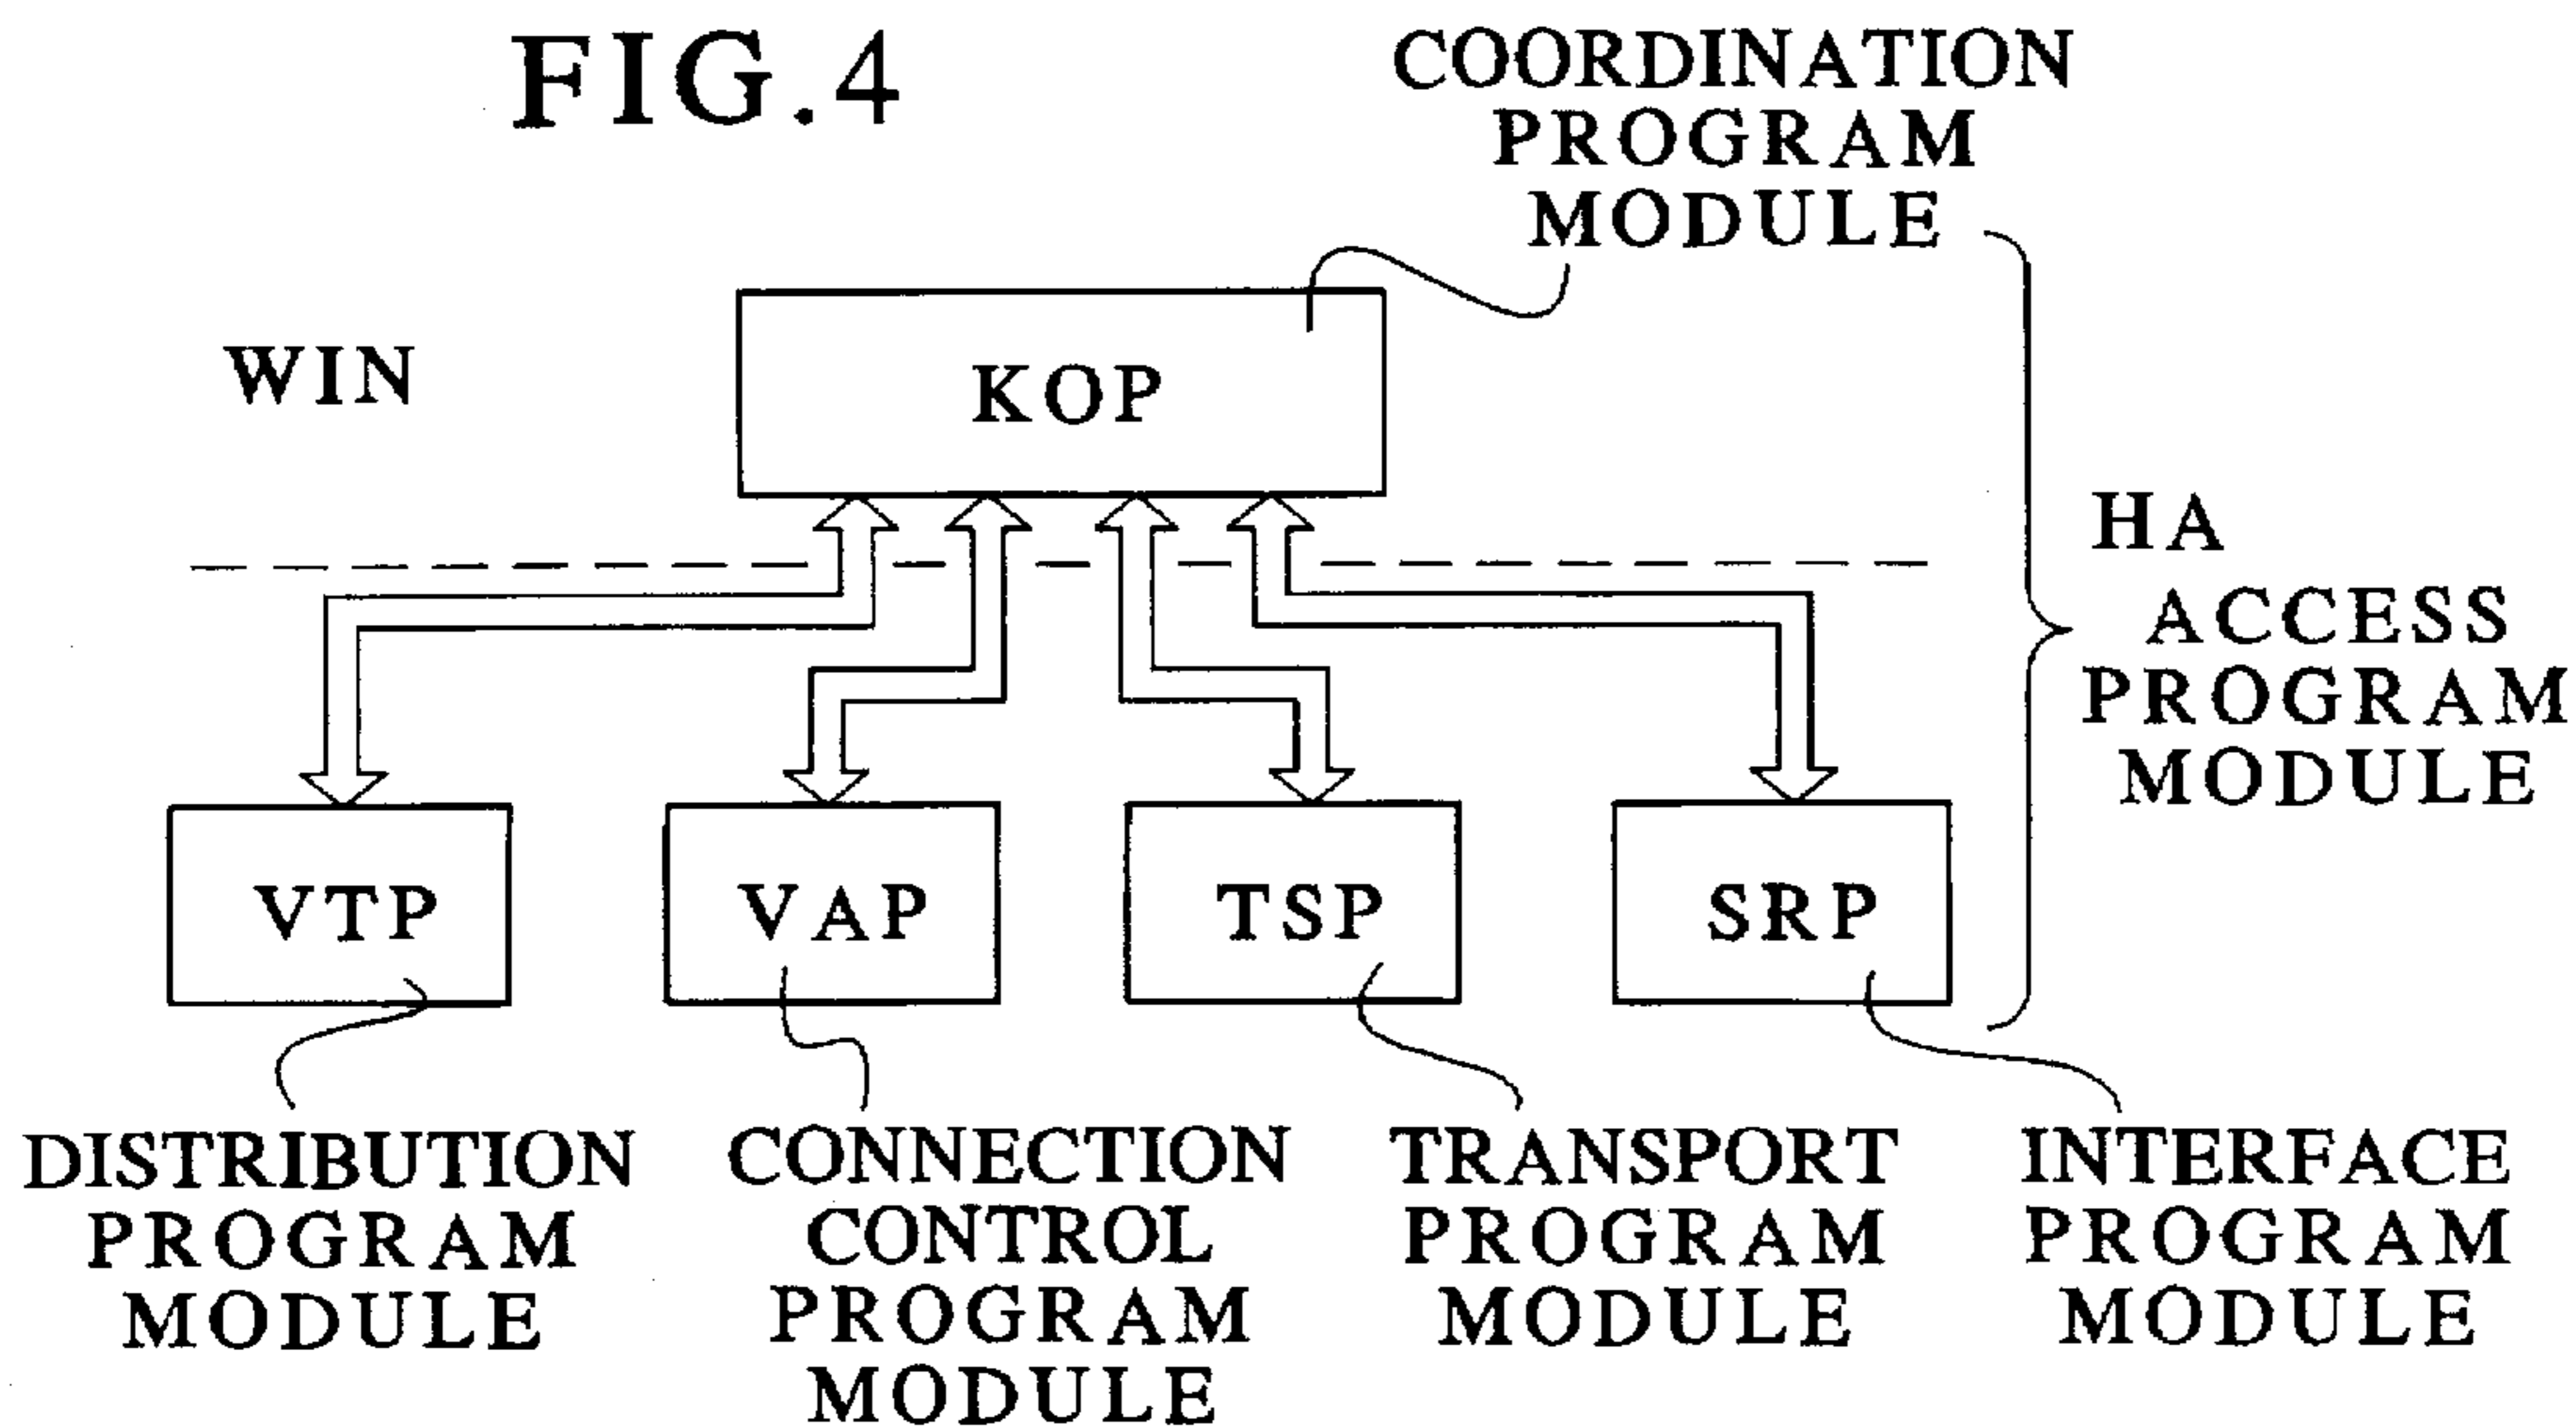 FIG.4
COORDINATION
PROGRAM
MODULE
WIN
KOP
HA
ACCESS
PROGRAM
MODULE
VTP
VAP
TSP
SRP
DISTRIBUTION
PROGRAM
MODULE
CONNECTION
CONTROL
PROGRAM
MODULE
TRANSPORT
PROGRAM
MODULE
INTERFACE
PROGRAM
MODULE